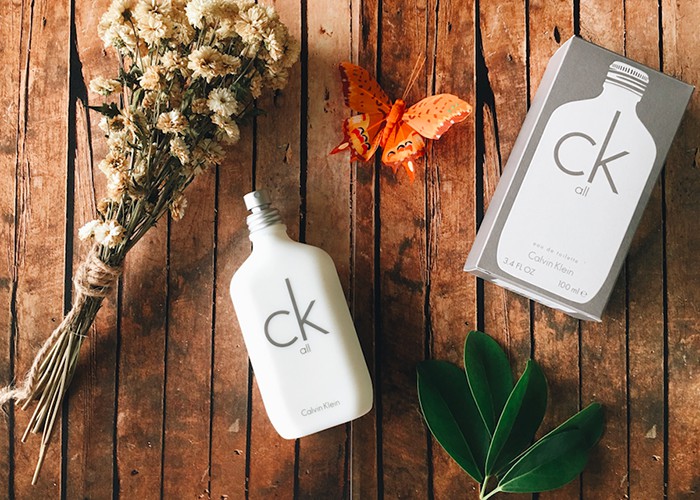 ck
all
Calvin Klein
ck
all
eau de toilette
Calvin Klein
3.4 FL OZ
100 ml e